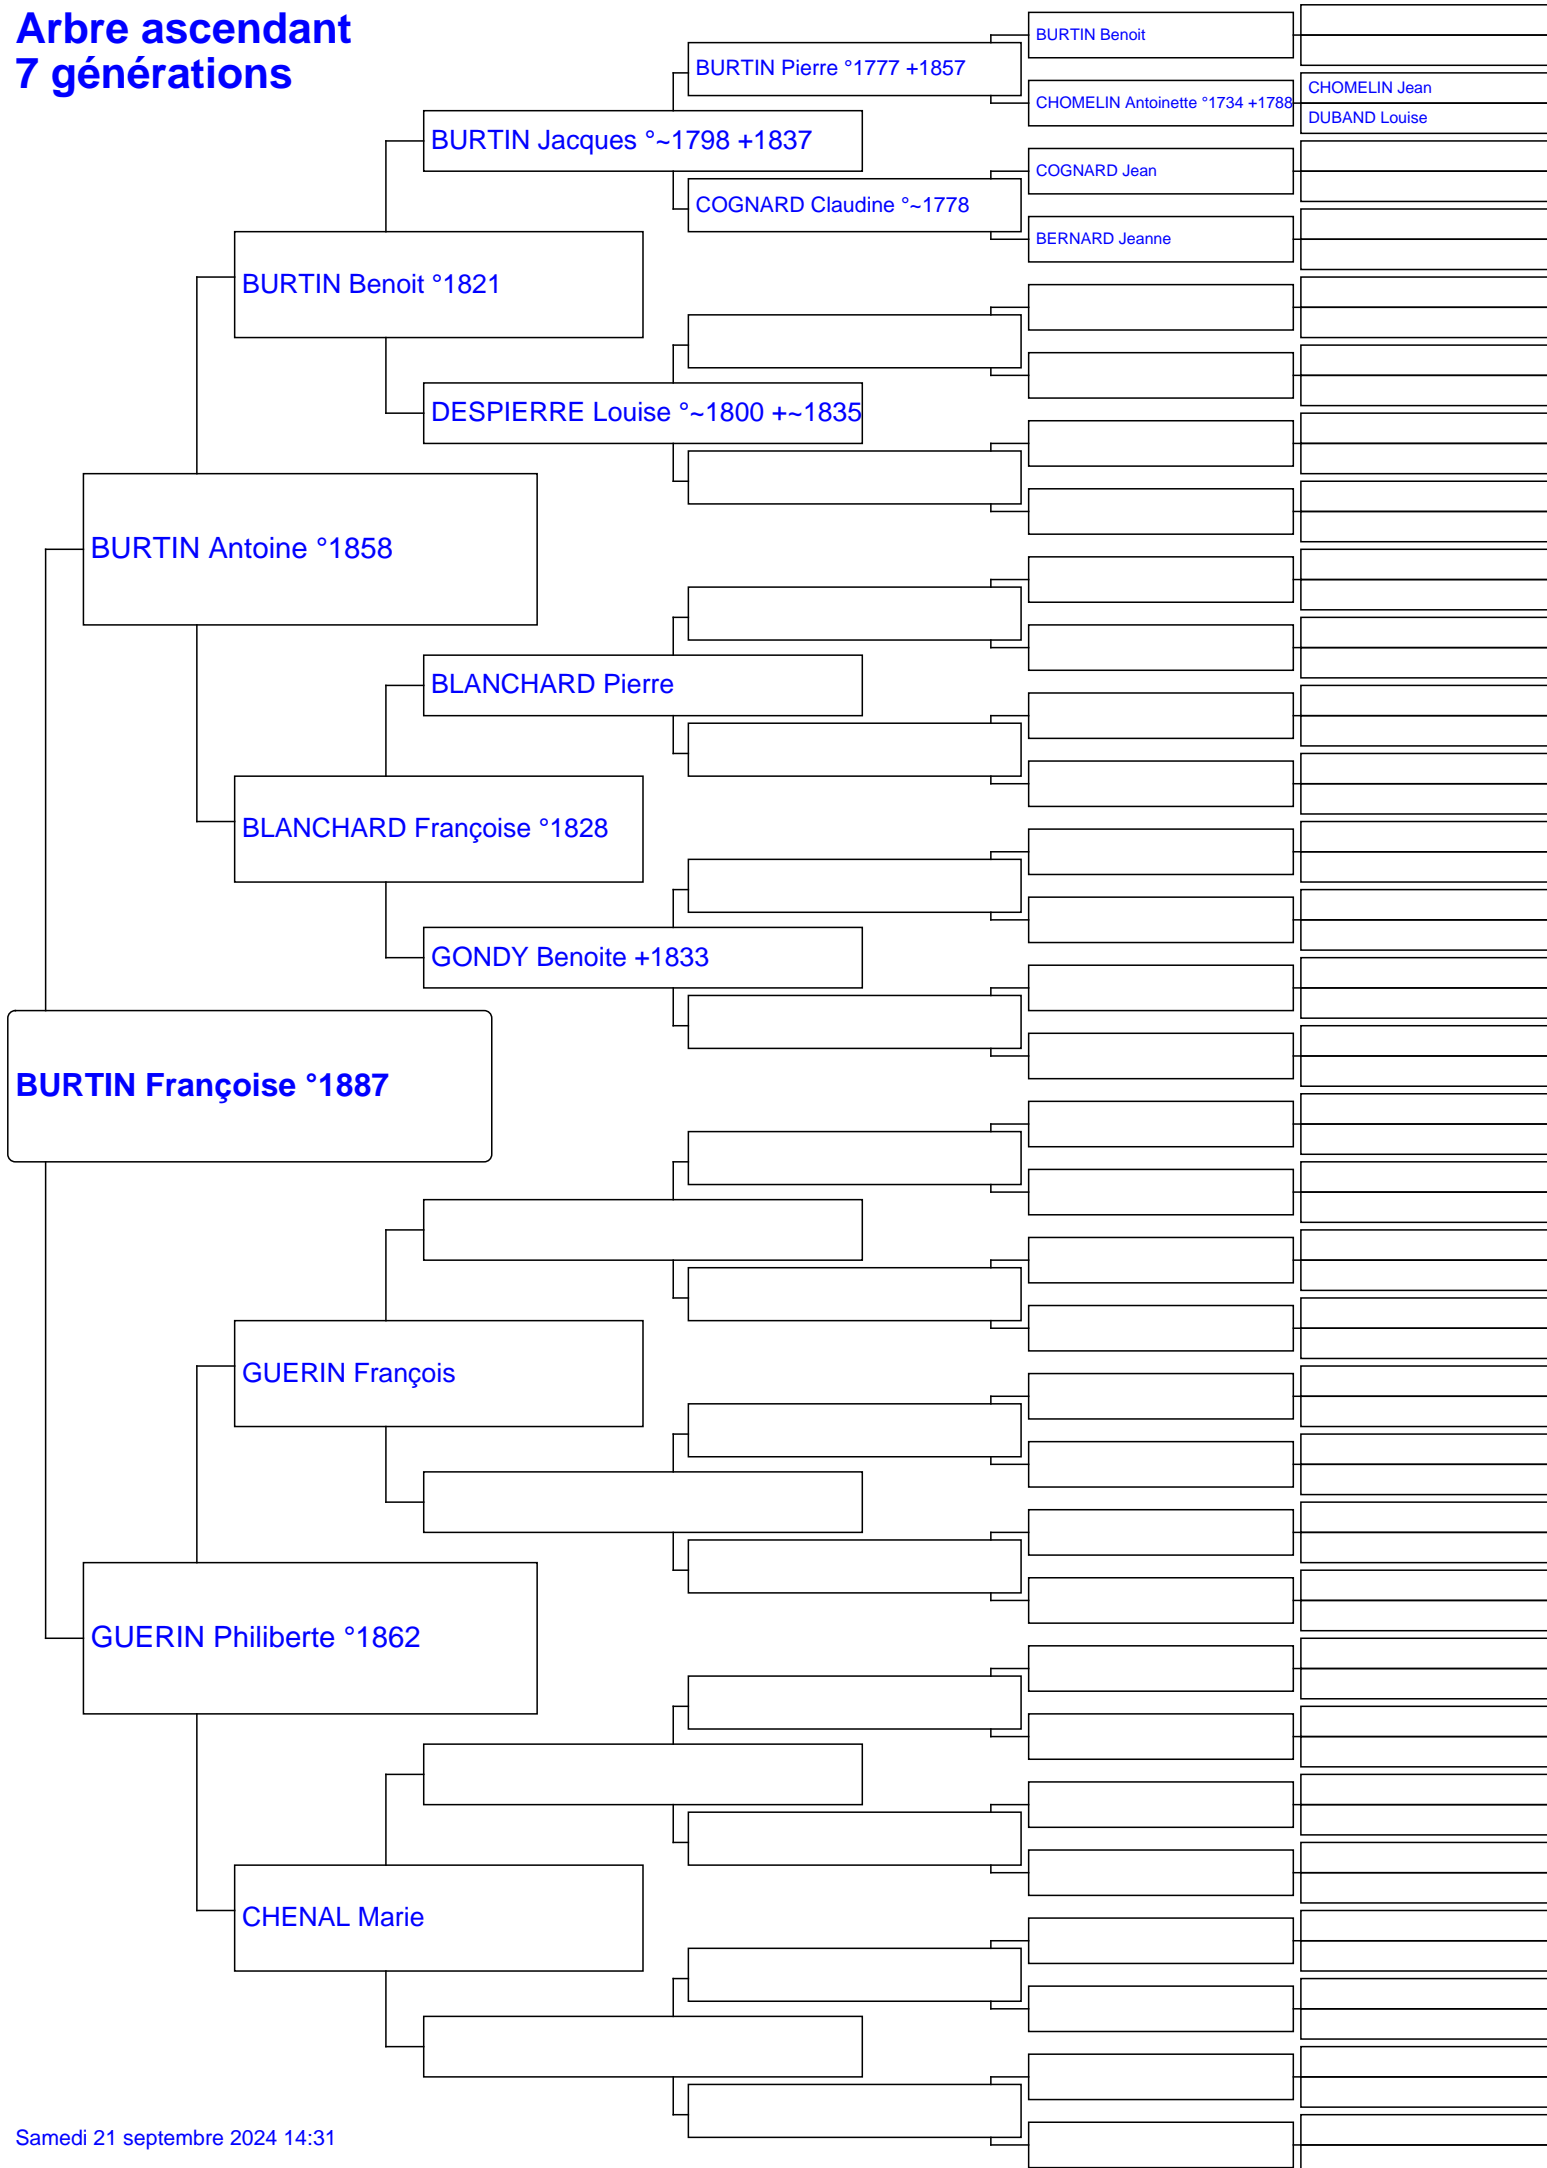 Arbre ascendant
7 générations
BURTIN Benoit
BURTIN Pierre °1777 +1857
CHOMELIN Jean
CHOMELIN Antoinette °1734 +1788
DUBAND Louise
BURTIN Jacques °~1798 +1837
COGNARD Jean
COGNARD Claudine °~1778
BERNARD Jeanne
BURTIN Benoit °1821
DESPIERRE Louise °~1800 +~1835
BURTIN Antoine °1858
BLANCHARD Pierre
BLANCHARD Françoise °1828
GONDY Benoite +1833
BURTIN Françoise °1887
GUERIN François
GUERIN Philiberte °1862
CHENAL Marie
Samedi 21 septembre 2024 14:31